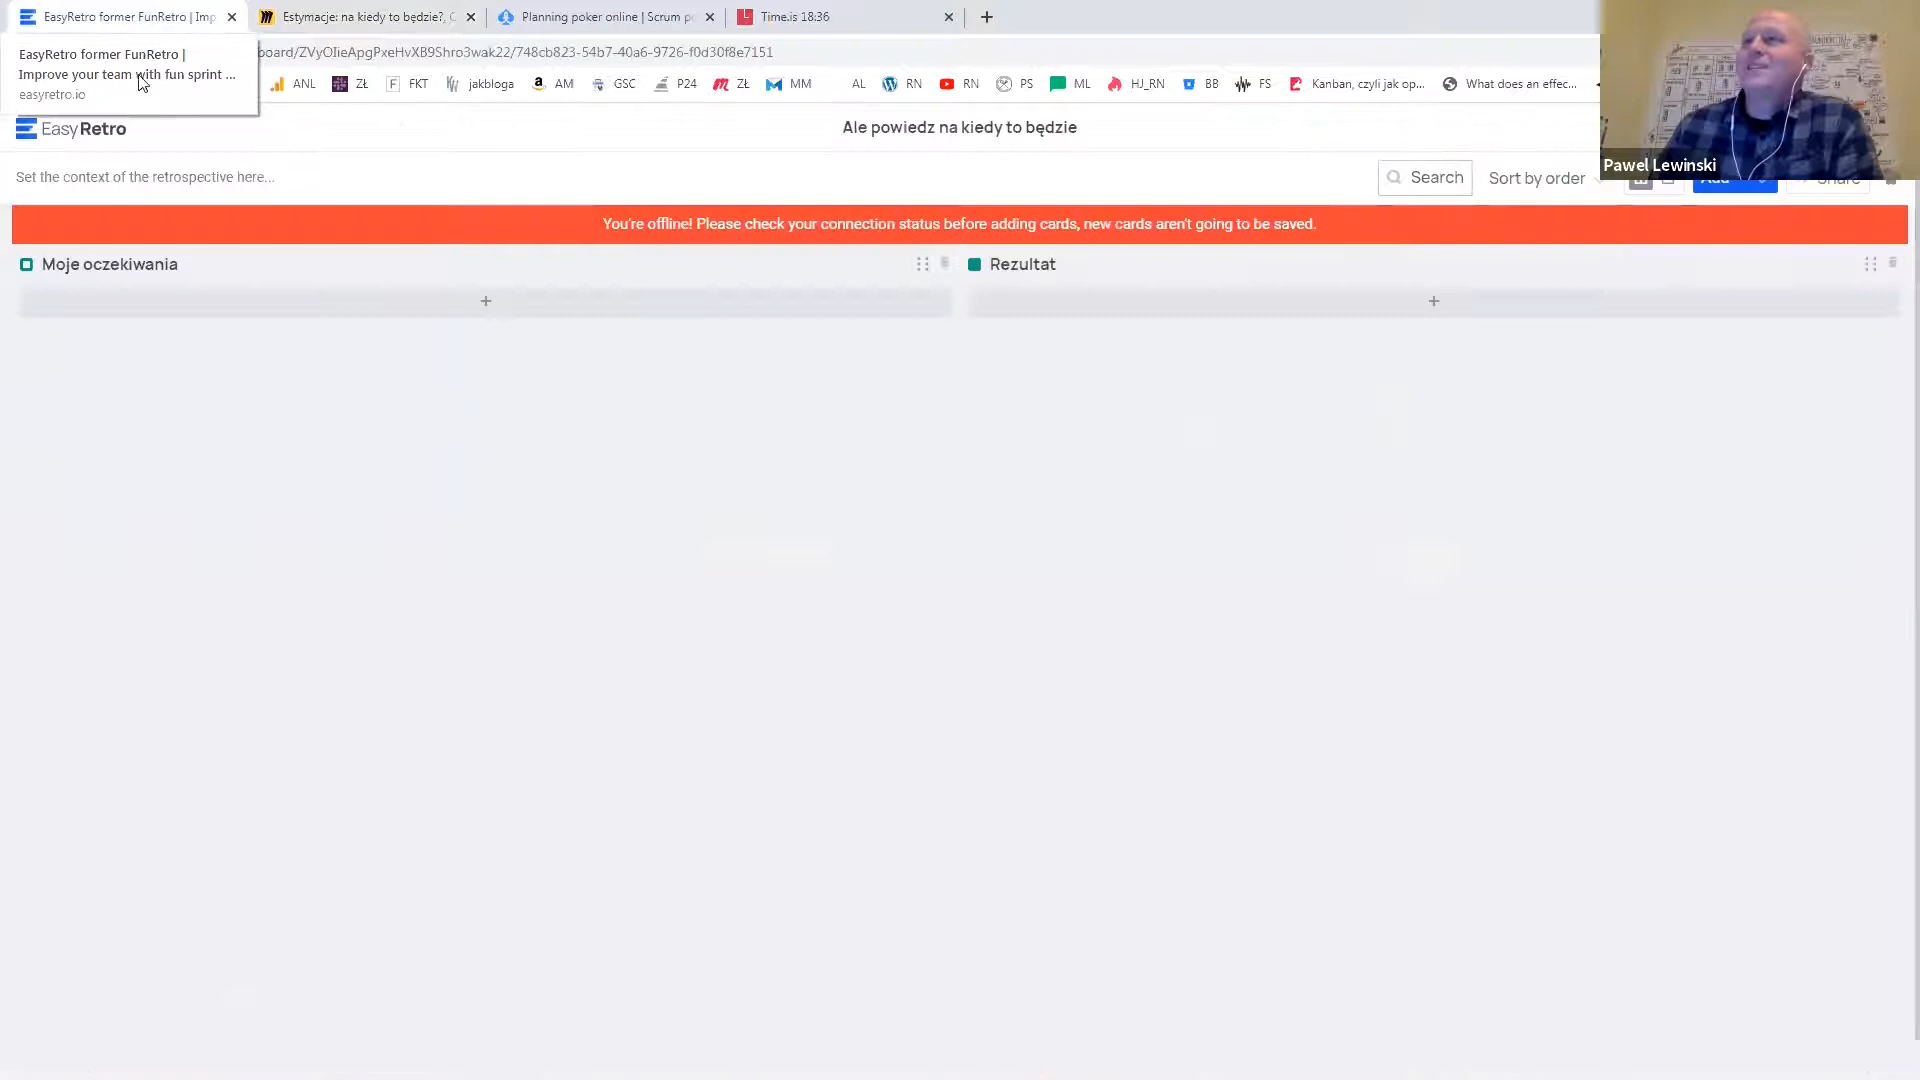 EasyRetro former FunRetro | Imp
Estymacje: na kiedy to będzie?, C
Planning poker online | Scrum po
Time.is 18:36
EasyRetro former FunRetro |
Improve your team with fun sprint ...
easyretro.io
board/ZVyOIieApgPxeHvXB9Shro3wak22/748cb823-54b7-40a6-9726-f0d30f8e7151
ANL ZŁ FKT jakbloga AM GSC P24 ZŁ MM AL RN RN PS ML HJ_RN BB FS Kanban, czyli jak op... What does an effec...
EasyRetro
Ale powiedz na kiedy to będzie
Pawel Lewinski
Set the context of the retrospective here...
Search
Sort by order
Add
Share
You're offline! Please check your connection status before adding cards, new cards aren't going to be saved.
Moje oczekiwania
Rezultat
+
+